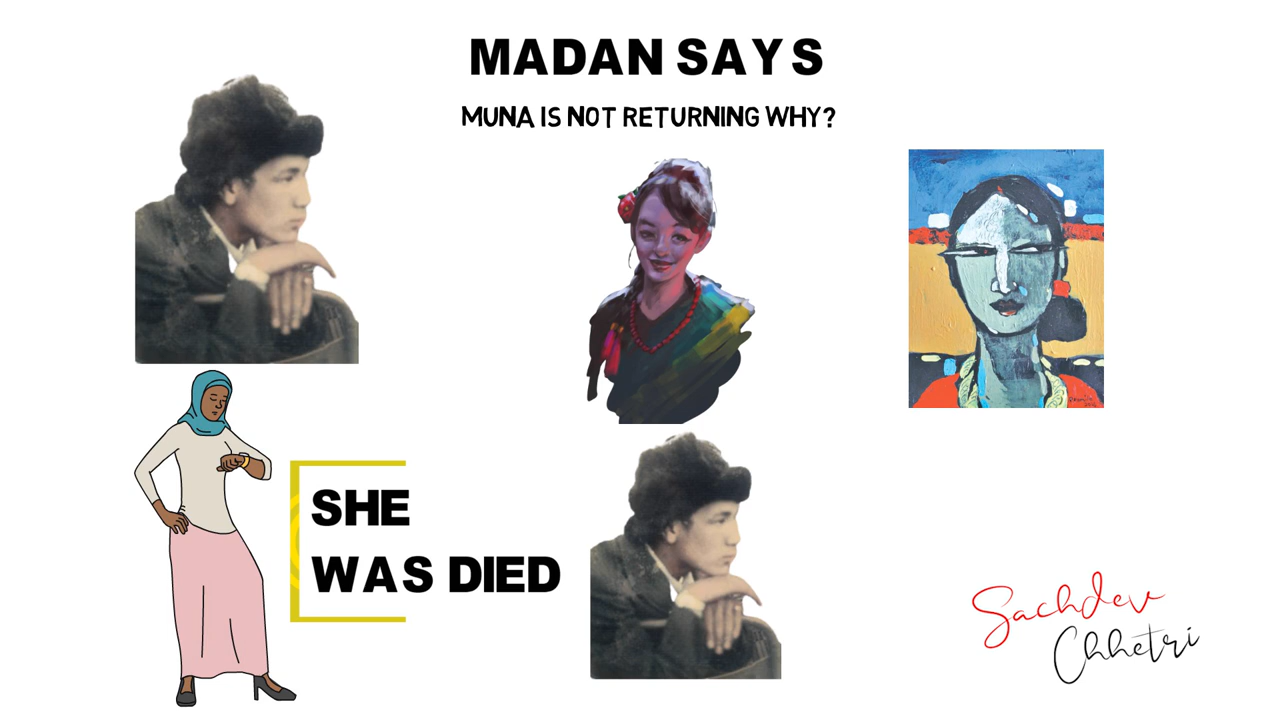 MADAN SAYS
MUNA IS NOT RETURNING WHY?
SHE
WAS DIED
Sachdev
Chhetri